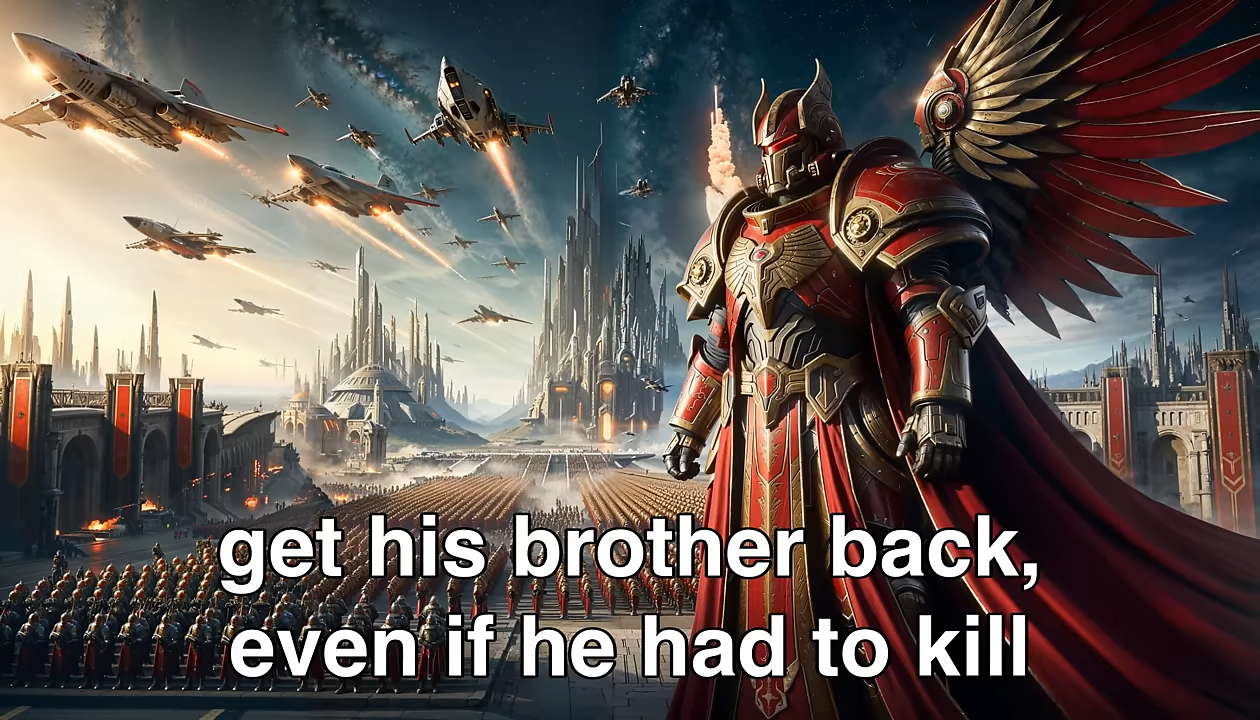 get his brother back,
even if he had to kill